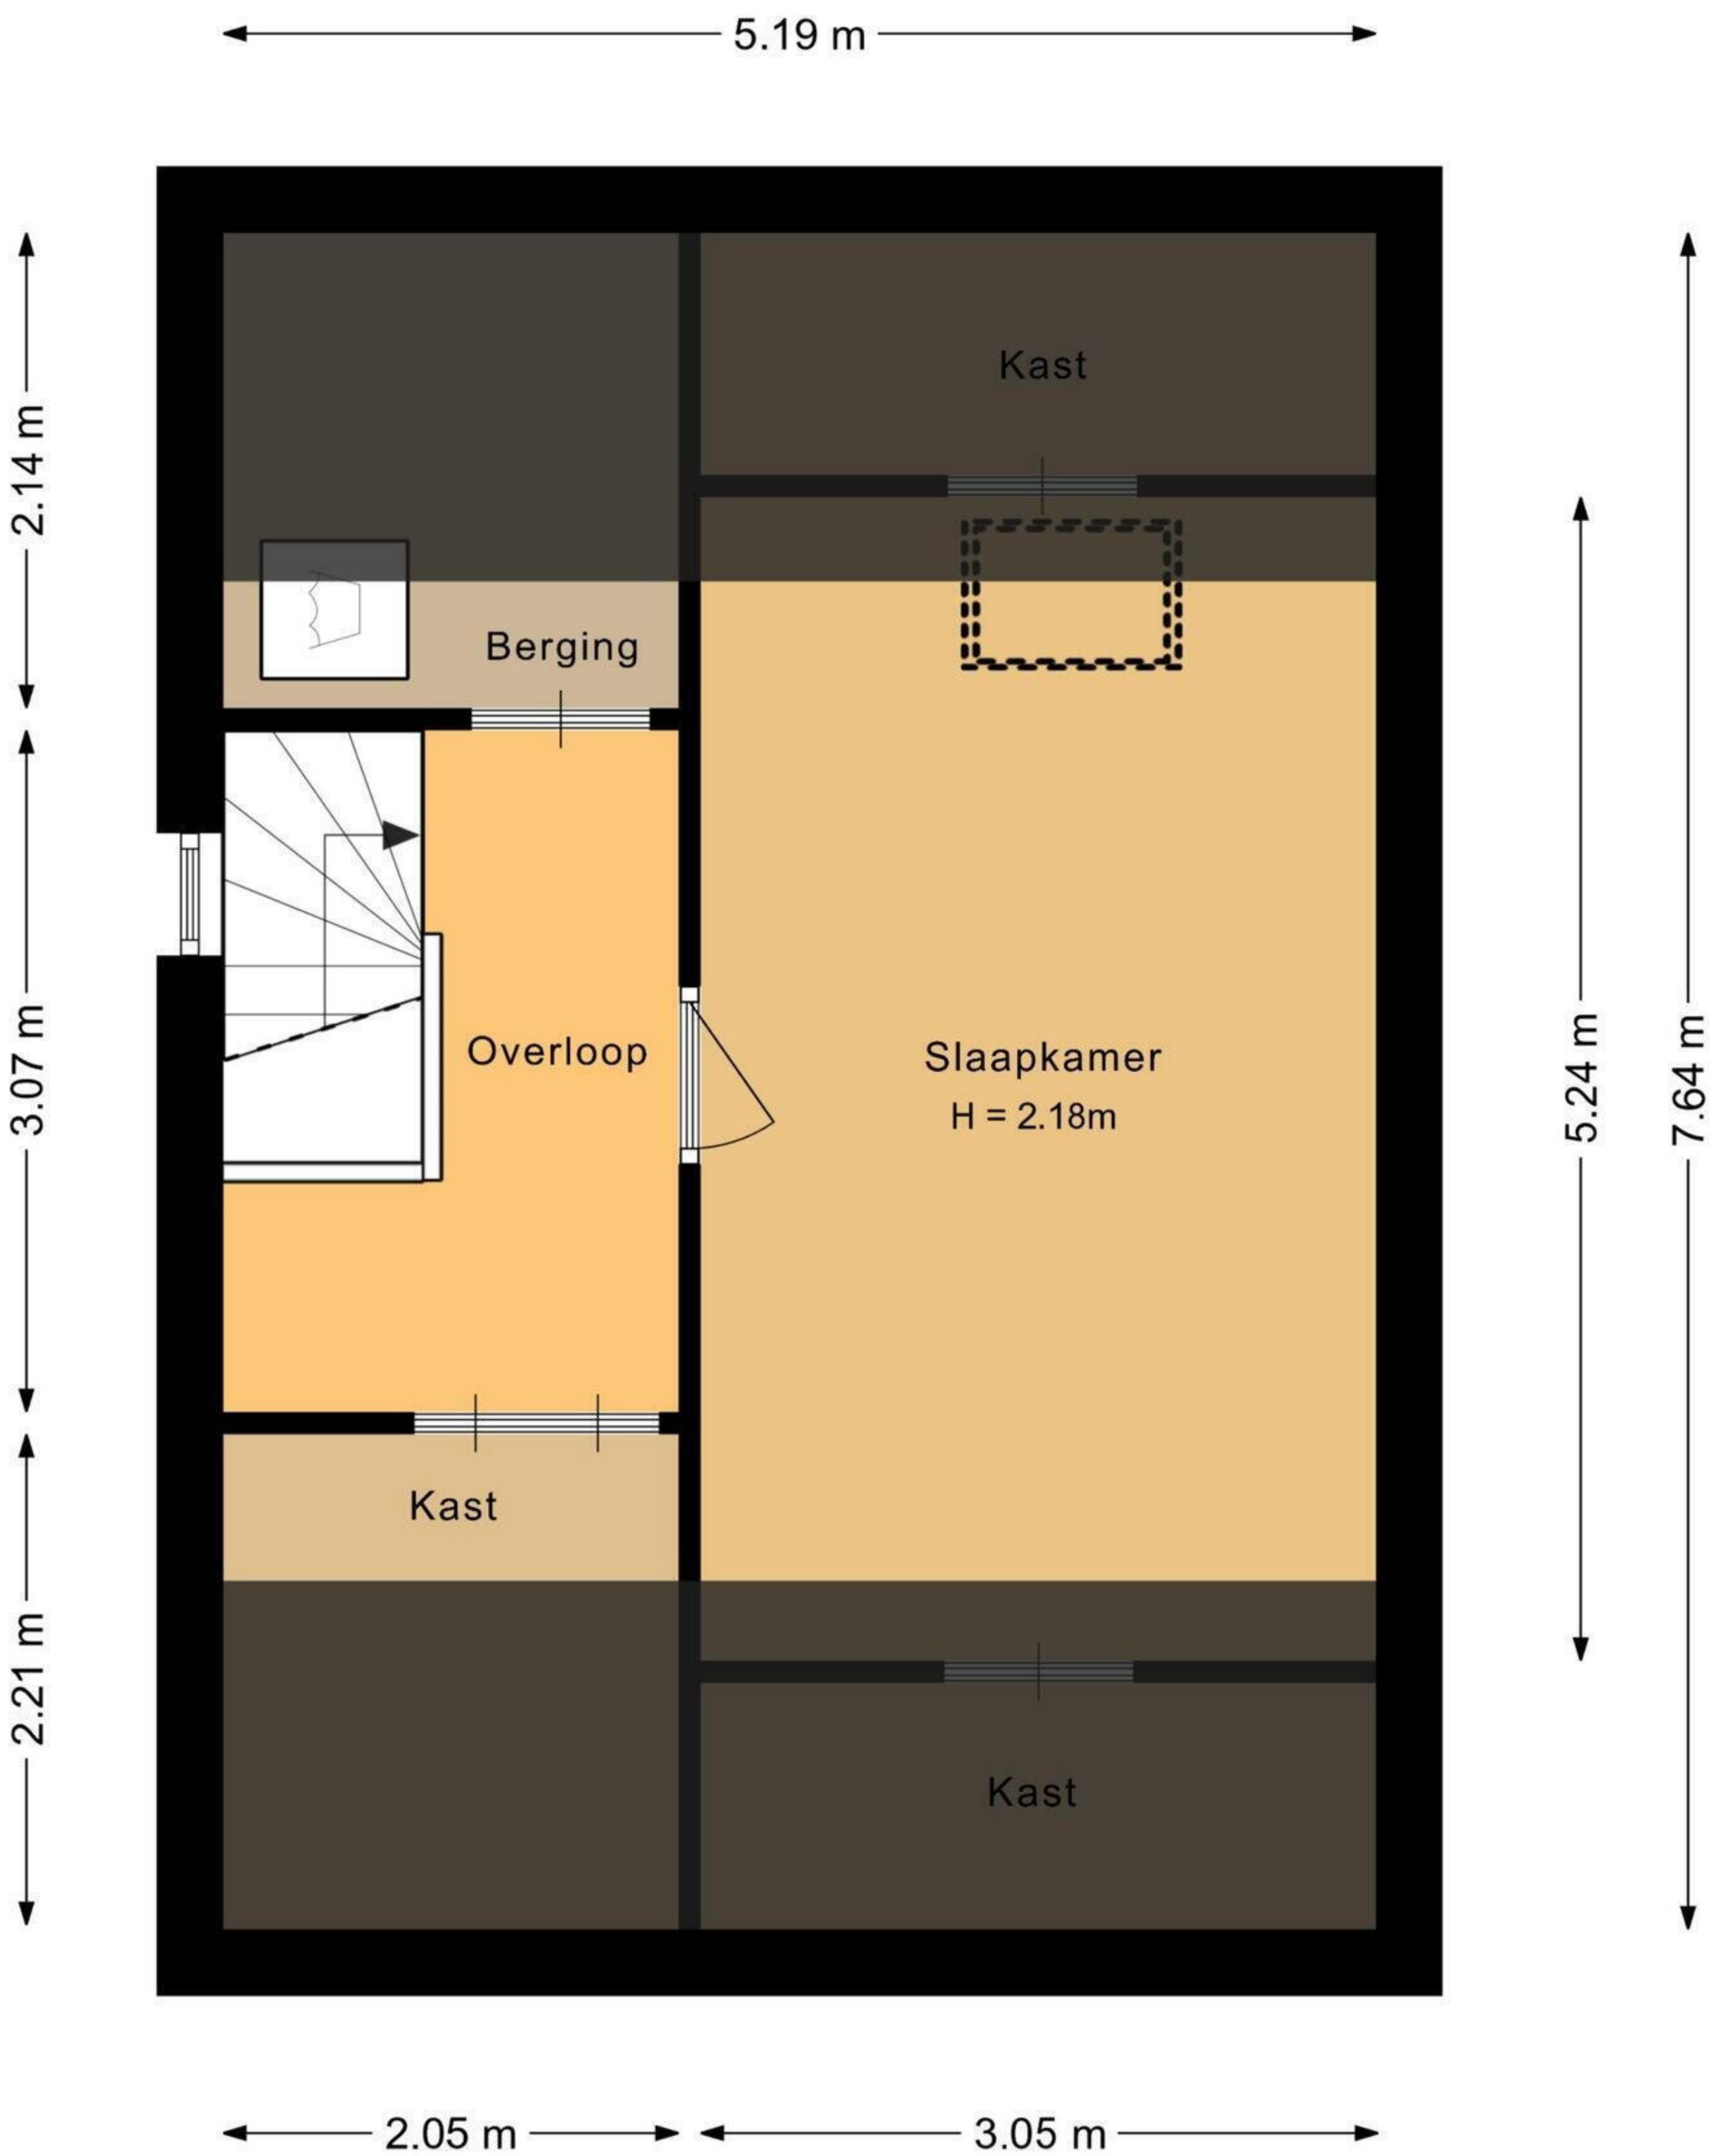 5.19 m
Kast
2.14 m
Berging
3.07 m
Overloop
Slaapkamer
H = 2.18m
5.24 m
7.64 m
Kast
2.21 m
Kast
2.05 m
3.05 m